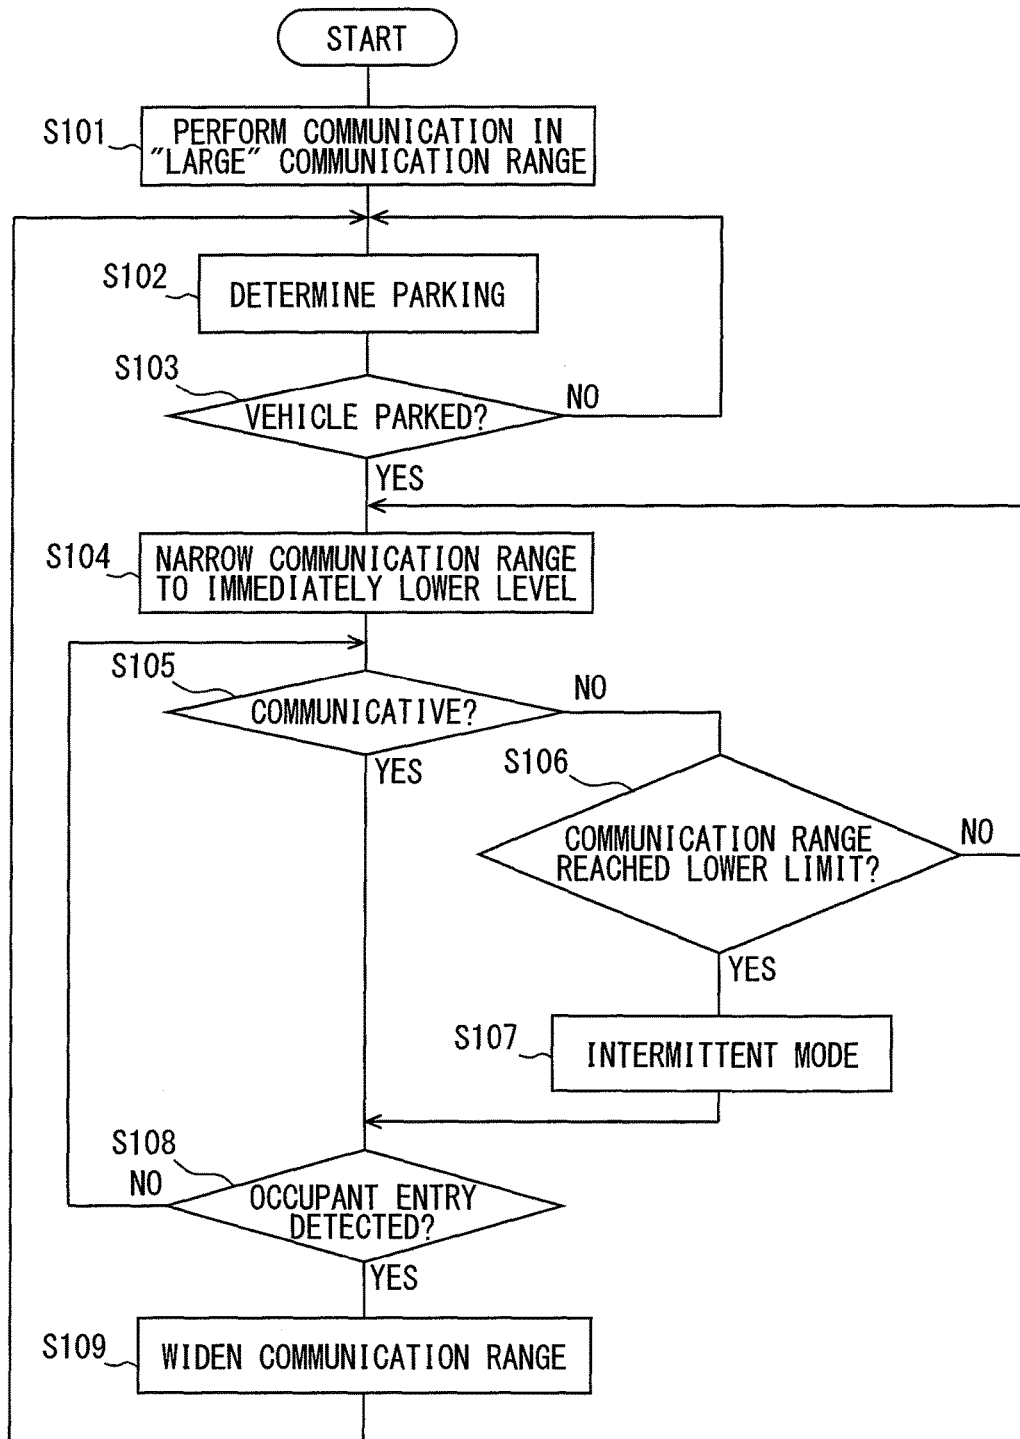 START
S101
PERFORM COMMUNICATION IN
"LARGE" COMMUNICATION RANGE
S102
DETERMINE PARKING
S103
VEHICLE PARKED?
NO
YES
S104
NARROW COMMUNICATION RANGE
TO IMMEDIATELY LOWER LEVEL
S105
COMMUNICATIVE?
NO
YES
S106
COMMUNICATION RANGE
REACHED LOWER LIMIT?
NO
YES
S107
INTERMITTENT MODE
S108
NO
OCCUPANT ENTRY
DETECTED?
YES
S109
WIDEN COMMUNICATION RANGE